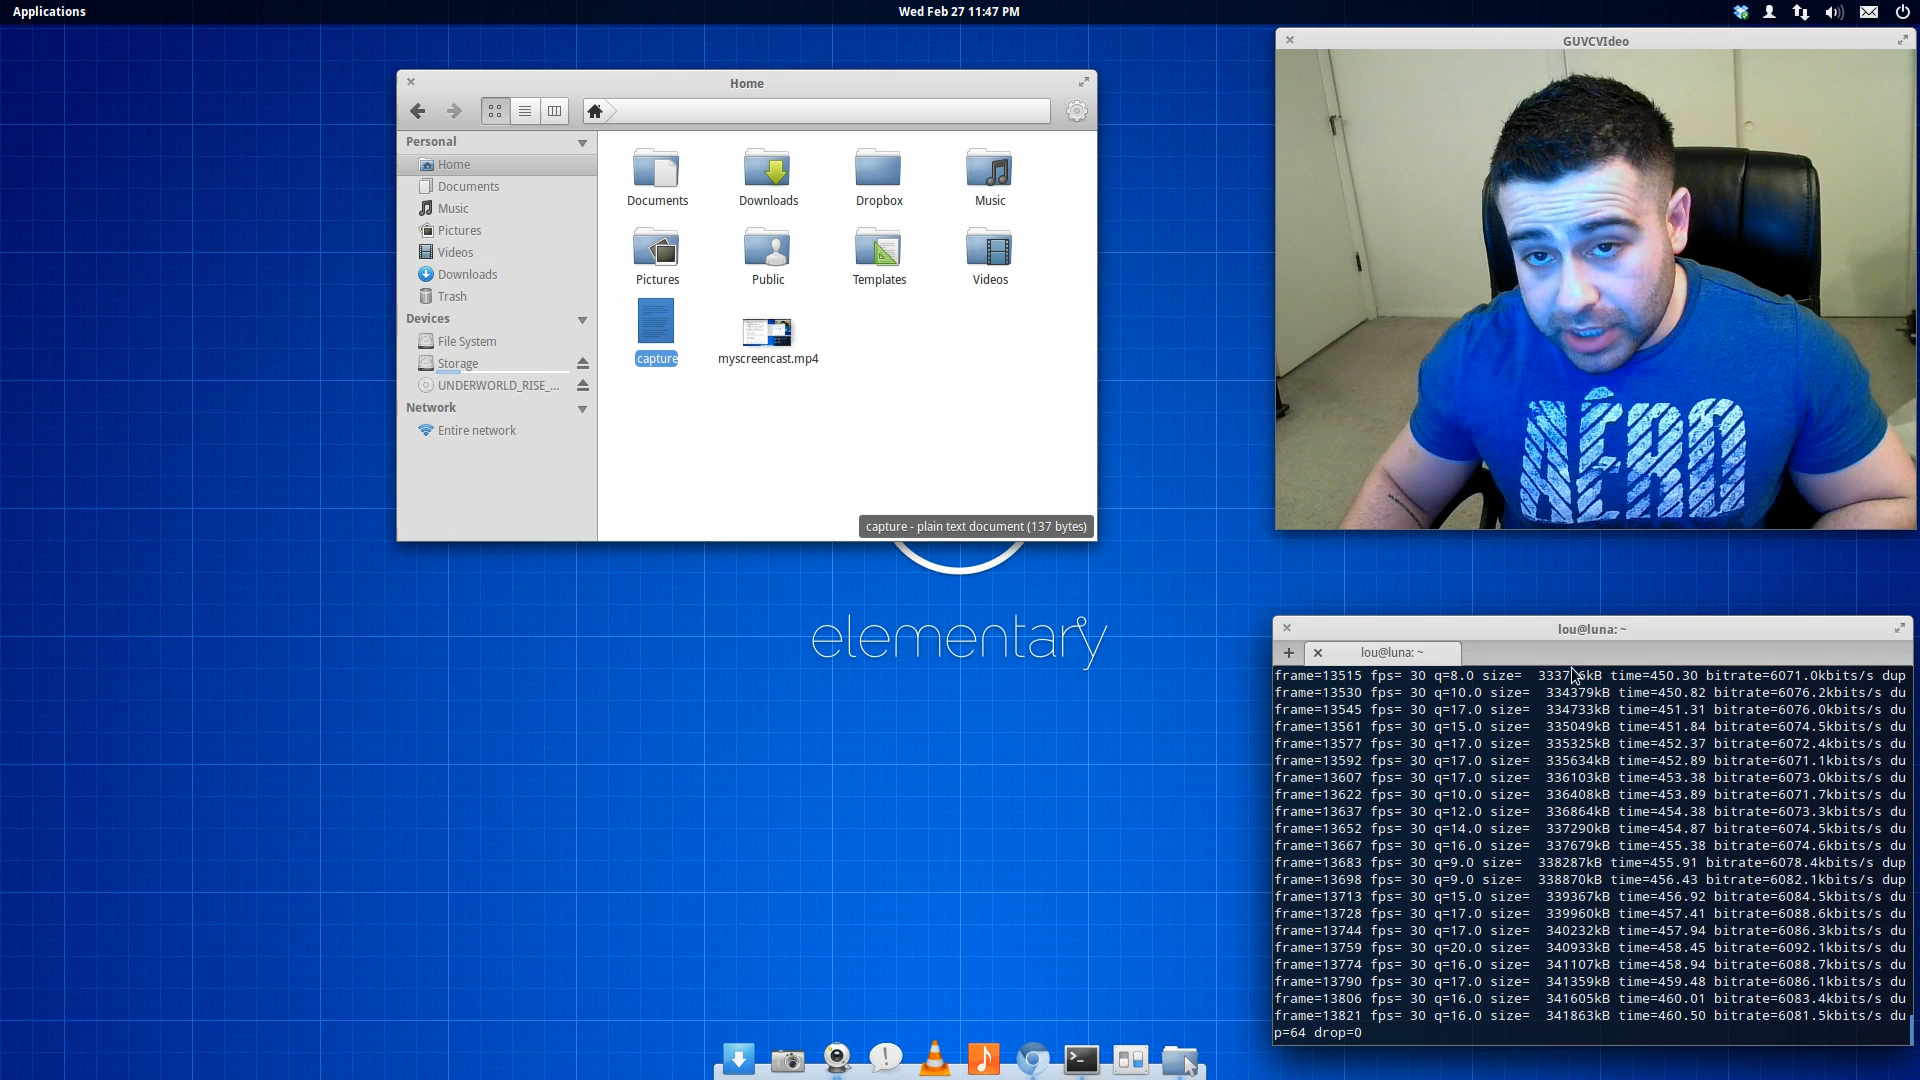 Applications
Wed Feb 27 11:47 PM
GUVCVIdeo
Home
Personal
Home
Documents
Music
Pictures
Videos
Downloads
Trash
Devices
File System
Storage
UNDERWORLD_RISE_...
Network
Entire network
Documents
Downloads
Dropbox
Music
Pictures
Public
Templates
Videos
capture
myscreencast.mp4
capture - plain text document (137 bytes)
AERO
elementary
lou@luna: ~
lou@luna: ~
frame=13515 fps= 30 q=8.0 size= kB time=450.30 bitrate=6071.0kbits/s dup
frame=13530 fps= 30 q=10.0 size= 334379kB time=450.82 bitrate=6076.2kbits/s du
frame=13545 fps= 30 q=17.0 size= 334733kB time=451.31 bitrate=6076.0kbits/s du
frame=13561 fps= 30 q=15.0 size= 335049kB time=451.84 bitrate=6074.5kbits/s du
frame=13577 fps= 30 q=17.0 size= 335325kB time=452.37 bitrate=6072.4kbits/s du
frame=13592 fps= 30 q=17.0 size= 335634kB time=452.89 bitrate=6071.1kbits/s du
frame=13607 fps= 30 q=17.0 size= 336103kB time=453.38 bitrate=6073.0kbits/s du
frame=13622 fps= 30 q=10.0 size= 336408kB time=453.89 bitrate=6071.7kbits/s du
frame=13637 fps= 30 q=12.0 size= 336864kB time=454.38 bitrate=6073.3kbits/s du
frame=13652 fps= 30 q=14.0 size= 337290kB time=454.87 bitrate=6074.5kbits/s du
frame=13667 fps= 30 q=16.0 size= 337679kB time=455.38 bitrate=6074.6kbits/s du
frame=13683 fps= 30 q=9.0 size= 338287kB time=455.91 bitrate=6078.4kbits/s dup
frame=13698 fps= 30 q=9.0 size= 338870kB time=456.43 bitrate=6082.1kbits/s dup
frame=13713 fps= 30 q=15.0 size= 339367kB time=456.92 bitrate=6084.5kbits/s du
frame=13728 fps= 30 q=17.0 size= 339960kB time=457.41 bitrate=6088.6kbits/s du
frame=13744 fps= 30 q=17.0 size= 340232kB time=457.94 bitrate=6086.3kbits/s du
frame=13759 fps= 30 q=20.0 size= 340933kB time=458.45 bitrate=6092.1kbits/s du
frame=13774 fps= 30 q=16.0 size= 341107kB time=458.94 bitrate=6088.7kbits/s du
frame=13790 fps= 30 q=17.0 size= 341359kB time=459.48 bitrate=6086.1kbits/s du
frame=13806 fps= 30 q=16.0 size= 341605kB time=460.01 bitrate=6083.4kbits/s du
frame=13821 fps= 30 q=16.0 size= 341863kB time=460.50 bitrate=6081.5kbits/s du
p=64 drop=0